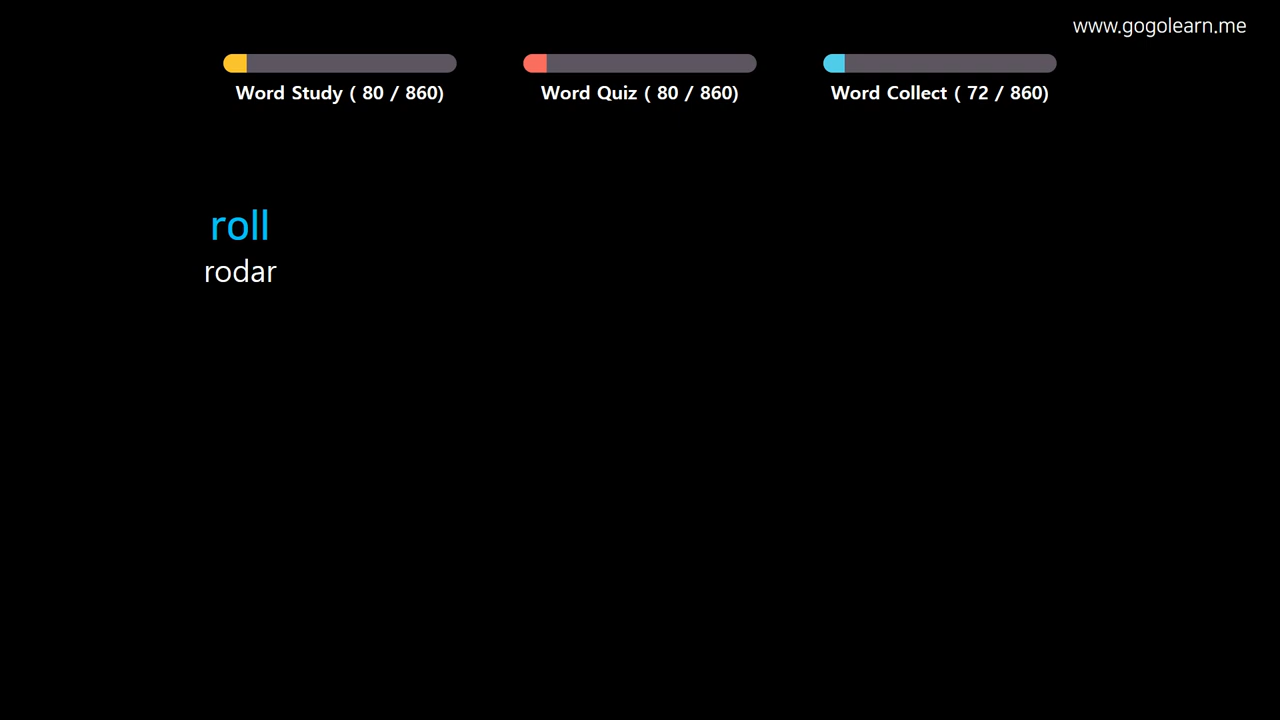 www.gogolearn.me
Word Study ( 80 / 860)
Word Quiz ( 80 / 860)
Word Collect ( 72 / 860)
roll
rodar